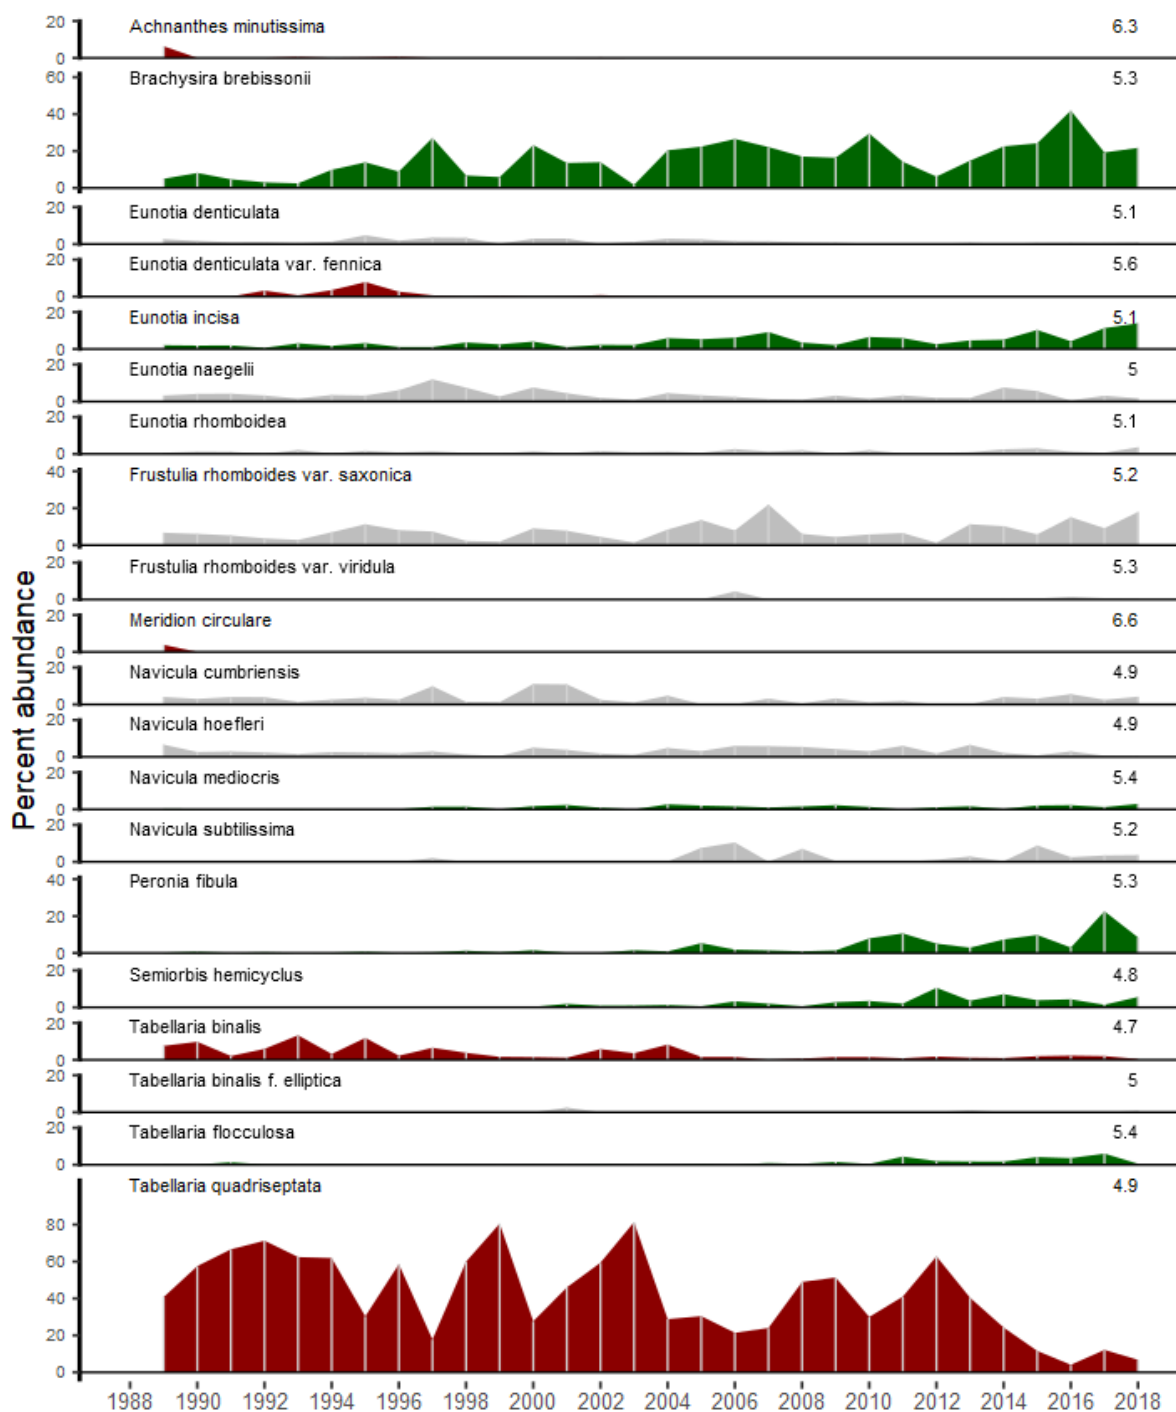 20 Achnanthes minutissima 6.3
0
60 Brachysira brebissonii 5.3
40
20
0
20 Eunotia denticulata 5.1
0
20 Eunotia denticulata var. fennica 5.6
0
20 Eunotia incisa 5.1
0
20 Eunotia naegelii 5
0
20 Eunotia rhomboidea 5.1
0
40 Frustulia rhomboides var. saxonica 5.2
20
0
20 Frustulia rhomboides var. viridula 5.3
0
20 Meridion circulare 6.6
0
20 Navicula cumbriensis 4.9
0
20 Navicula hoefleri 4.9
0
20 Navicula mediocris 5.4
0
20 Navicula subtilissima 5.2
0
40 Peronia fibula 5.3
20
0
20 Semiorbis hemicyclus 4.8
0
20 Tabellaria binalis 4.7
0
20 Tabellaria binalis f. elliptica 5
0
20 Tabellaria flocculosa 5.4
0
Tabellaria quadriseptata 4.9
80
60
40
20
0
1988 1990 1992 1994 1996 1998 2000 2002 2004 2006 2008 2010 2012 2014 2016 2018
Percent abundance